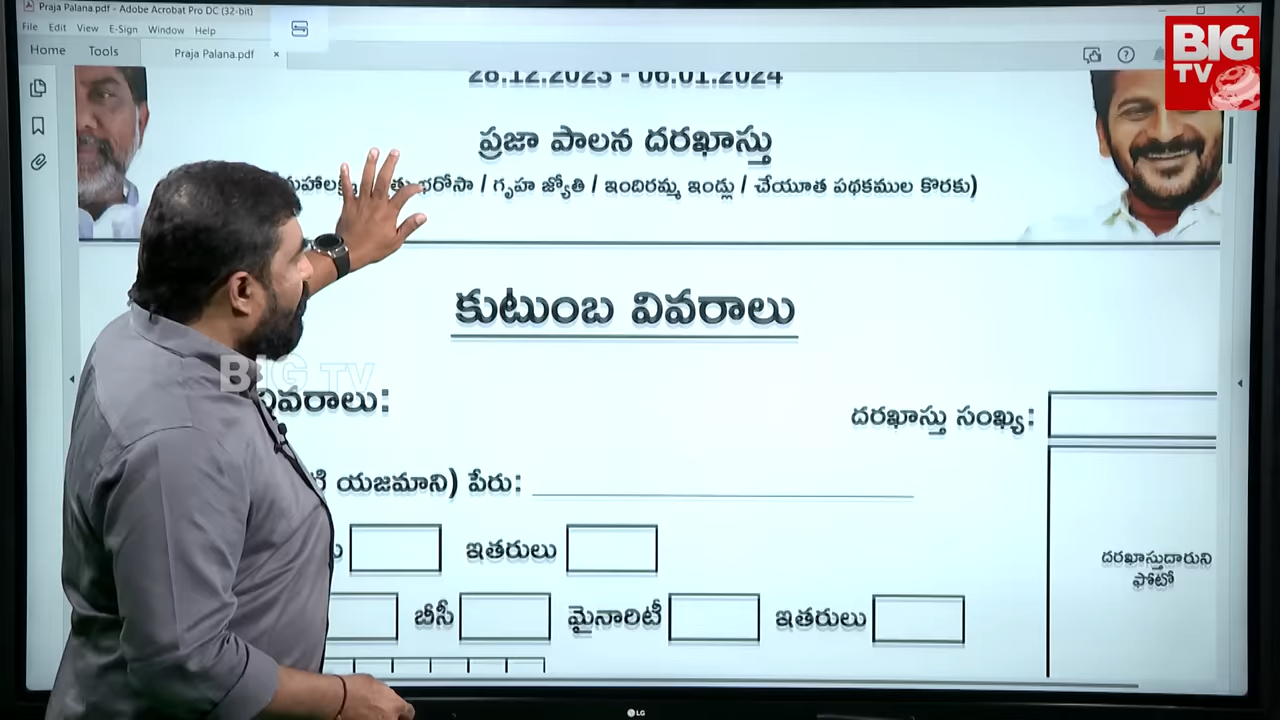 Praja Palana.pdf - Adobe Acrobat Pro DC (32-bit)
File Edit View E-Sign Window Help
Home Tools Praja Palana.pdf ×
BIG
TV
28.12.2023 - 06.01.2024
ప్రజా పాలన దరఖాస్తు
భరోసా / గృహ జ్యోతి / ఇందిరమ్మ ఇండ్లు / చేయూత పథకముల కొరకు)
కుటుంబ వివరాలు
BIG TV
వివరాలు:
దరఖాస్తు సంఖ్య:
యజమాని) పేరు:
ఇతరులు
దరఖాస్తుదారుని
ఫోటో
బీసీ మైనారిటీ ఇతరులు
LG